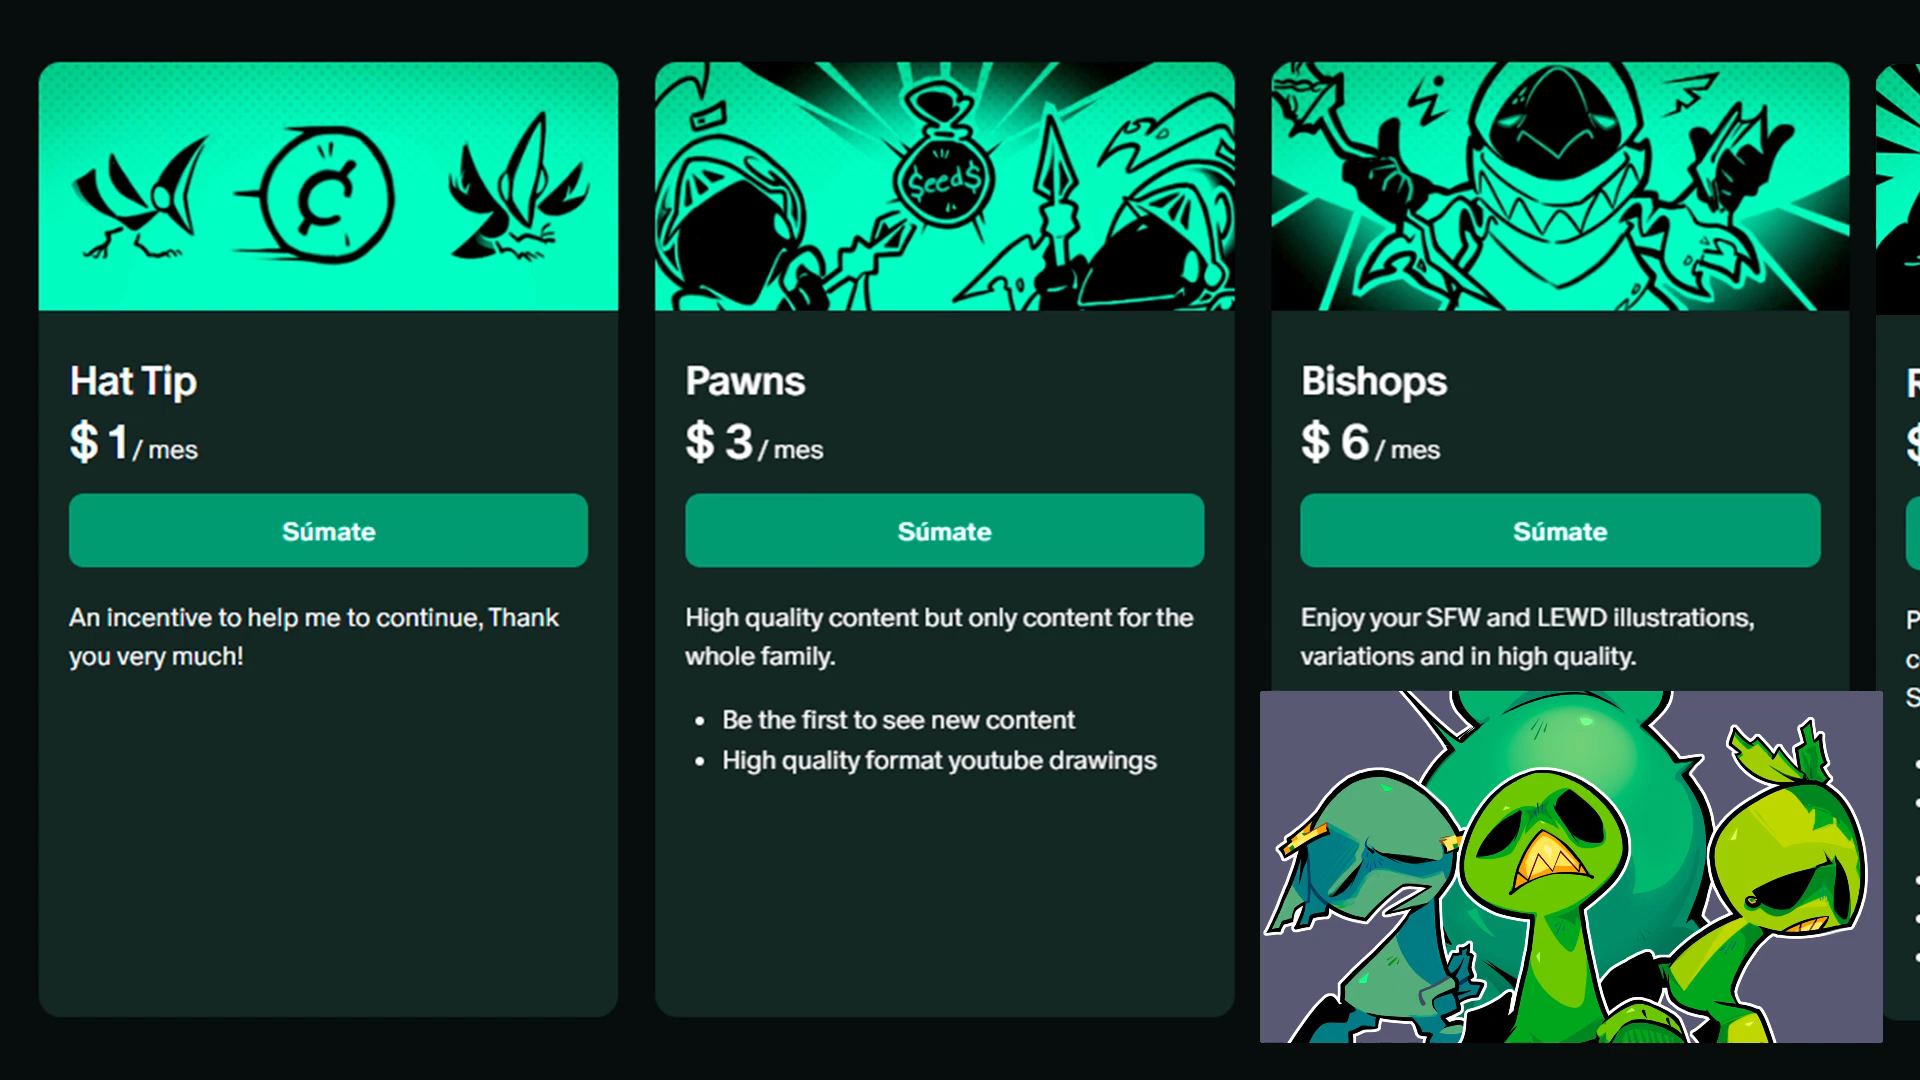 Seed$
Hat Tip
$ 1 / mes
Súmate
An incentive to help me to continue, Thank
you very much!
Pawns
$ 3 / mes
Súmate
High quality content but only content for the
whole family.
• Be the first to see new content
• High quality format youtube drawings
Bishops
$ 6 / mes
Súmate
Enjoy your SFW and LEWD illustrations,
variations and in high quality.